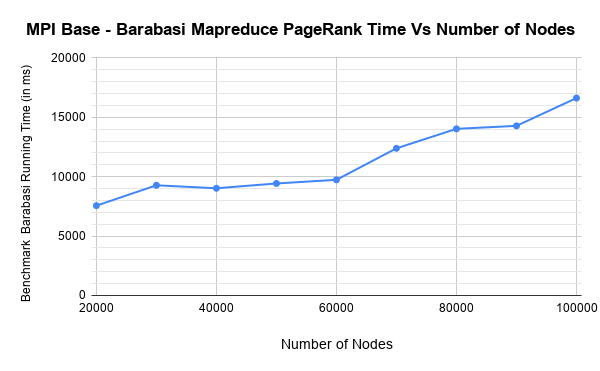 MPI Base - Barabasi Mapreduce PageRank Time Vs Number of Nodes
Benchmark  Barabasi Running Time (in ms)
20000
15000
10000
5000
0
20000 40000 60000 80000 100000
Number of Nodes